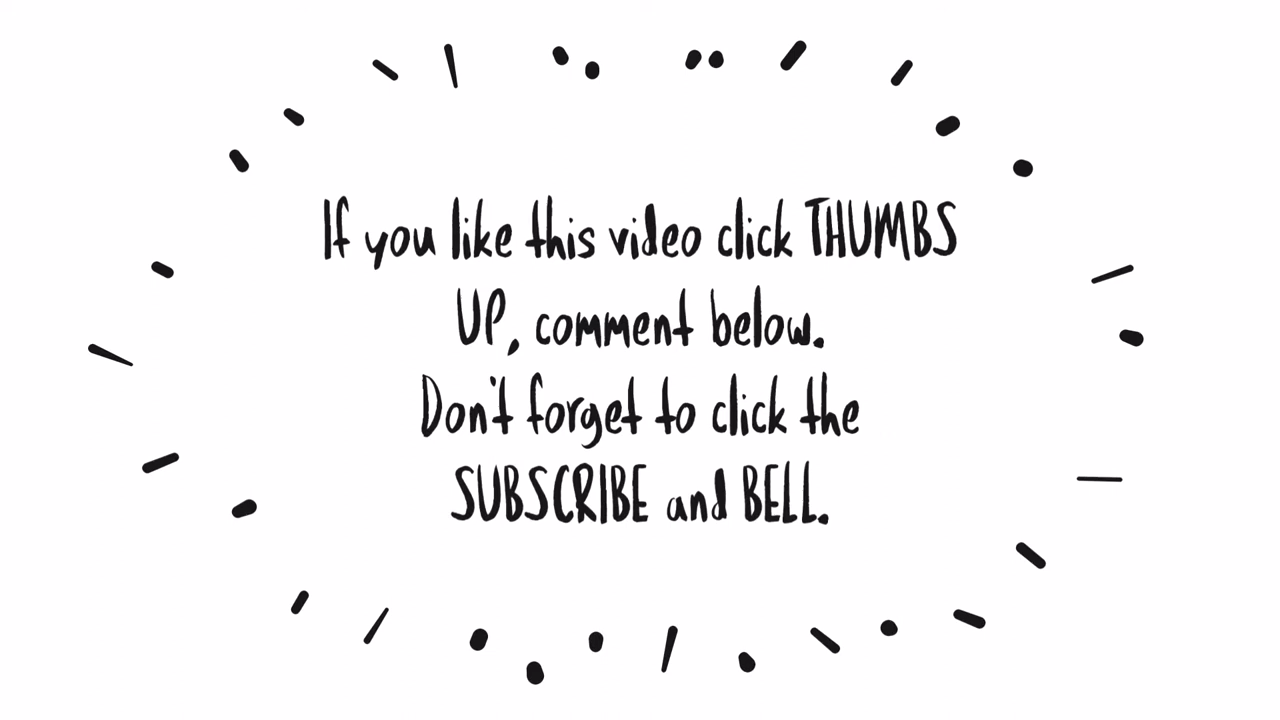 If you like this video click THUMBS
UP, comment below.
Don't forget to click the
SUBSCRIBE and BELL.